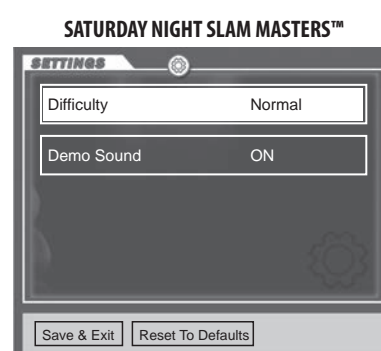 SATURDAY NIGHT SLAM MASTERS™
SETTINGS
Difficulty Normal
Demo Sound ON
Save & Exit Reset To Defaults